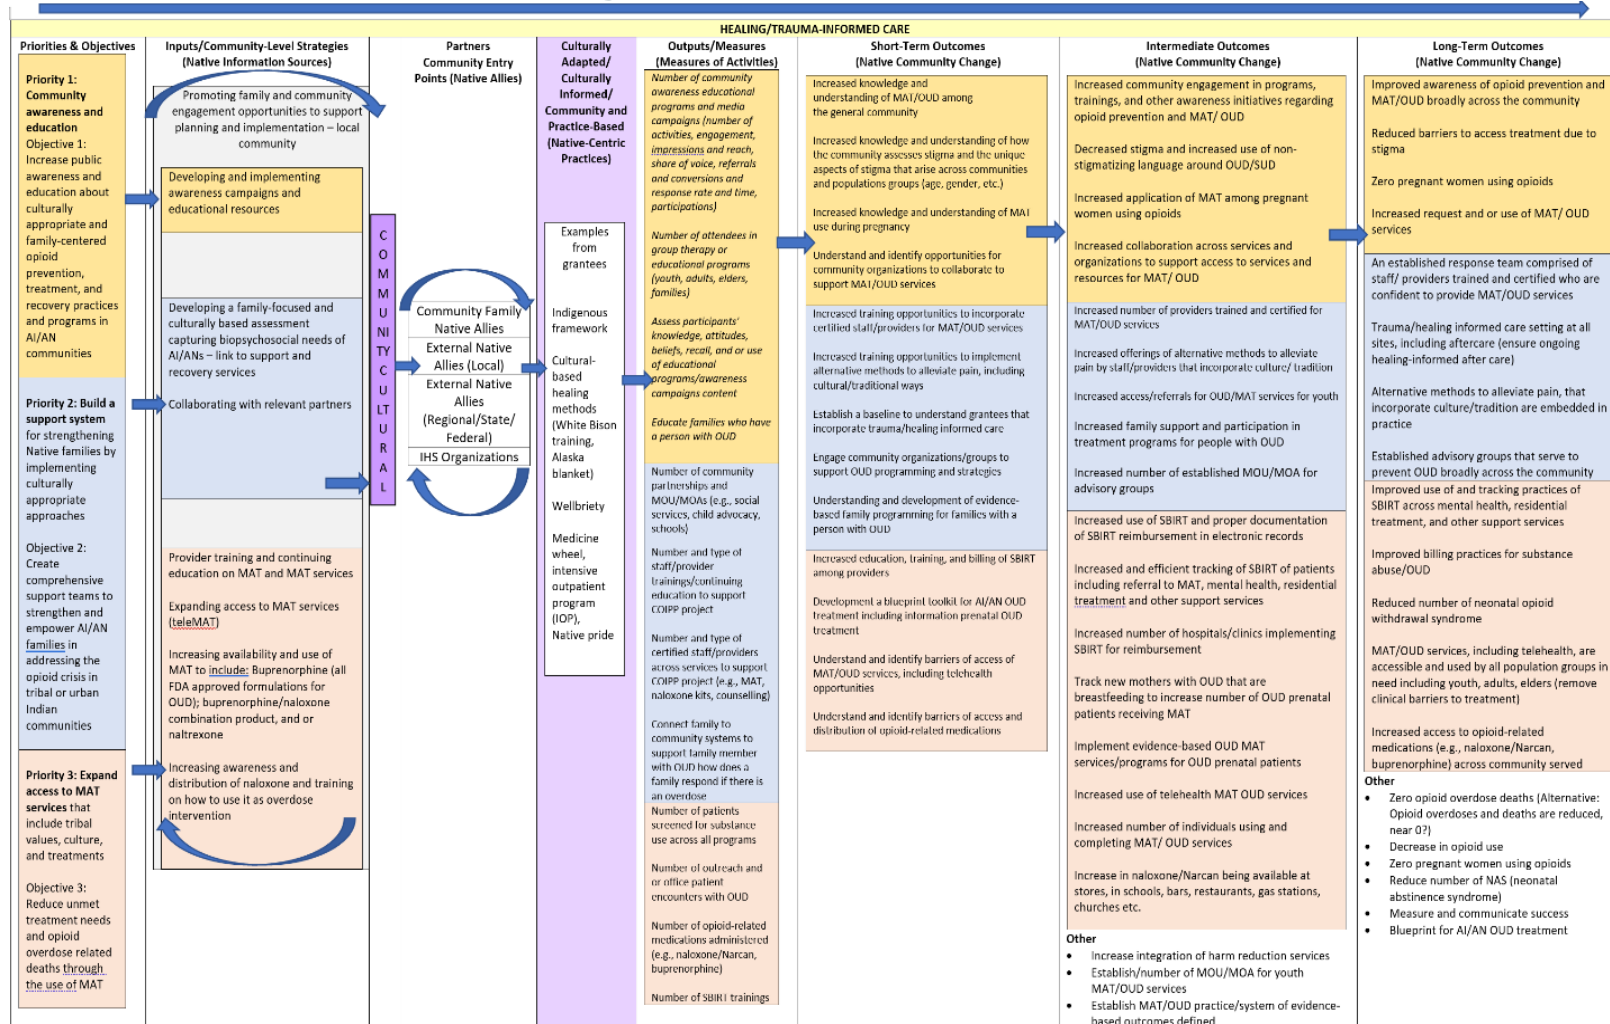 HEALING/TRAUMA-INFORMED CARE
Priorities & Objectives
Priority 1:
Community
awareness and
education
Objective 1:
Increase public
awareness and
education about
culturally
appropriate and
family-centered
opioid
prevention,
treatment, and
recovery practices
and programs in
AI/AN
communities
Priority 2: Build a
support system
for strengthening
Native families by
implementing
culturally
appropriate
approaches
Objective 2:
Create
comprehensive
support teams to
strengthen and
empower AI/AN
families in
addressing the
opioid crisis in
tribal or urban
Indian
communities
Priority 3: Expand
access to MAT
services that
include tribal
values, culture,
and treatments
Objective 3:
Reduce unmet
treatment needs
and opioid
overdose related
deaths through
the use of MAT
Inputs/Community-Level Strategies
(Native Information Sources)
Promoting family and community
engagement opportunities to support
planning and implementation – local
community
Developing and implementing
awareness campaigns and
educational resources
Developing a family-focused and
culturally based assessment
capturing biopsychosocial needs of
AI/ANs – link to support and
recovery services
Collaborating with relevant partners
Provider training and continuing
education on MAT and MAT services
Expanding access to MAT services
(teleMAT)
Increasing availability and use of
MAT to include: Buprenorphine (all
FDA approved formulations for
OUD); buprenorphine/naloxone
combination product, and or
naltrexone
Increasing awareness and
distribution of naloxone and training
on how to use it as overdose
intervention
C
O
M
M
U
NI
TY
C
U
LT
U
R
A
L
Partners
Community Entry
Points (Native Allies)
Community Family
Native Allies
External Native
Allies (Local)
External Native
Allies
(Regional/State/
Federal)
IHS Organizations
Culturally
Adapted/
Culturally
Informed/
Community and
Practice-Based
(Native-Centric
Practices)
Examples
from
grantees
Indigenous
framework
Cultural-
based
healing
methods
(White Bison
training,
Alaska
blanket)
Wellbriety
Medicine
wheel,
intensive
outpatient
program
(IOP),
Native pride
Outputs/Measures
(Measures of Activities)
Number of community
awareness educational
programs and media
campaigns (number of
activities, engagement,
impressions and reach,
share of voice, referrals
and conversions and
response rate and time,
participations)
Number of attendees in
group therapy or
educational programs
(youth, adults, elders,
families)
Assess participants'
knowledge, attitudes,
beliefs, recall, and or use
of educational
programs/awareness
campaigns content
Educate families who have
a person with OUD
Number of community
partnerships and
MOU/MOAs (e.g., social
services, child advocacy,
schools)
Number and type of
staff/provider
trainings/continuing
education to support
COIPP project
Number and type of
certified staff/providers
across services to support
COIPP project (e.g., MAT,
naloxone kits, counselling)
Connect family to
community systems to
support family member
with OUD how does a
family respond if there is
an overdose
Number of patients
screened for substance
use across all programs
Number of outreach and
or office patient
encounters with OUD
Number of opioid-related
medications administered
(e.g., naloxone/Narcan,
buprenorphine)
Number of SBIRT trainings
Short-Term Outcomes
(Native Community Change)
Increased knowledge and
understanding of MAT/OUD among
the general community
Increased knowledge and understanding of how
the community assesses stigma and the unique
aspects of stigma that arise across communities
and populations groups (age, gender, etc.)
Increased knowledge and understanding of MAT
use during pregnancy
Understand and identify opportunities for
community organizations to collaborate to
support MAT/OUD services
Increased training opportunities to incorporate
certified staff/providers for MAT/OUD services
Increased training opportunities to implement
alternative methods to alleviate pain, including
cultural/traditional ways
Establish a baseline to understand grantees that
incorporate trauma/healing informed care
Engage community organizations/groups to
support OUD programming and strategies
Understanding and development of evidence-
based family programming for families with a
person with OUD
Increased education, training, and billing of SBIRT
among providers
Development a blueprint toolkit for AI/AN OUD
treatment including information prenatal OUD
treatment
Understand and identify barriers of access of
MAT/OUD services, including telehealth
opportunities
Understand and identify barriers of access and
distribution of opioid-related medications
Intermediate Outcomes
(Native Community Change)
Increased community engagement in programs,
trainings, and other awareness initiatives regarding
opioid prevention and MAT/ OUD
Decreased stigma and increased use of non-
stigmatizing language around OUD/SUD
Increased application of MAT among pregnant
women using opioids
Increased collaboration across services and
organizations to support access to services and
resources for MAT/ OUD
Increased number of providers trained and certified for
MAT/OUD services
Increased offerings of alternative methods to alleviate
pain by staff/providers that incorporate culture/ tradition
Increased access/referrals for OUD/MAT services for youth
Increased family support and participation in
treatment programs for people with OUD
Increased number of established MOU/MOA for
advisory groups
Increased use of SBIRT and proper documentation
of SBIRT reimbursement in electronic records
Increased and efficient tracking of SBIRT of patients
including referral to MAT, mental health, residential
treatment and other support services
Increased number of hospitals/clinics implementing
SBIRT for reimbursement
Track new mothers with OUD that are
breastfeeding to increase number of OUD prenatal
patients receiving MAT
Implement evidence-based OUD MAT
services/programs for OUD prenatal patients
Increased use of telehealth MAT OUD services
Increased number of individuals using and
completing MAT/ OUD services
Increase in naloxone/Narcan being available at
stores, in schools, bars, restaurants, gas stations,
churches etc.
Other
• Increase integration of harm reduction services
• Establish/number of MOU/MOA for youth
MAT/OUD services
• Establish MAT/OUD practice/system of evidence-
based outcomes defined
Long-Term Outcomes
(Native Community Change)
Improved awareness of opioid prevention and
MAT/OUD broadly across the community
Reduced barriers to access treatment due to
stigma
Zero pregnant women using opioids
Increased request and or use of MAT/ OUD
services
An established response team comprised of
staff/ providers trained and certified who are
confident to provide MAT/OUD services
Trauma/healing informed care setting at all
sites, including aftercare (ensure ongoing
healing-informed after care)
Alternative methods to alleviate pain, that
incorporate culture/tradition are embedded in
practice
Established advisory groups that serve to
prevent OUD broadly across the community
Improved use of and tracking practices of
SBIRT across mental health, residential
treatment, and other support services
Improved billing practices for substance
abuse/OUD
Reduced number of neonatal opioid
withdrawal syndrome
MAT/OUD services, including telehealth, are
accessible and used by all population groups in
need including youth, adults, elders (remove
clinical barriers to treatment)
Increased access to opioid-related
medications (e.g., naloxone/Narcan,
buprenorphine) across community served
Other
• Zero opioid overdose deaths (Alternative:
Opioid overdoses and deaths are reduced,
near 0?)
• Decrease in opioid use
• Zero pregnant women using opioids
• Reduce number of NAS (neonatal
abstinence syndrome)
• Measure and communicate success
• Blueprint for AI/AN OUD treatment